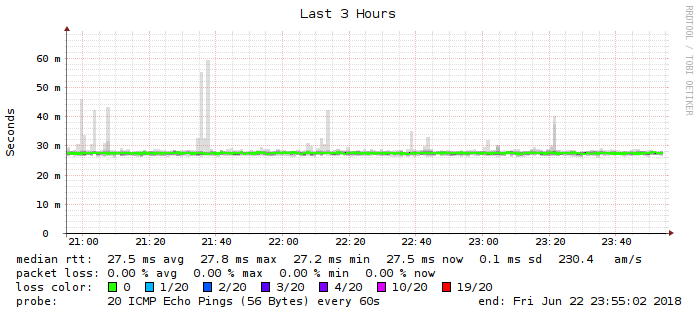 Last 3 Hours
RRDTOOL / TOBI OETIKER
Seconds
60 m
50 m
40 m
30 m
20 m
10 m
0
21:00 21:20 21:40 22:00 22:20 22:40 23:00 23:20 23:40
median rtt: 27.5 ms avg 27.8 ms max 27.2 ms min 27.5 ms now 0.1 ms sd 230.4 am/s
packet loss: 0.00 % avg 0.00 % max 0.00 % min 0.00 % now
loss color: 0 1/20 2/20 3/20 4/20 10/20 19/20
probe: 20 ICMP Echo Pings (56 Bytes) every 60s end: Fri Jun 22 23:55:02 2018